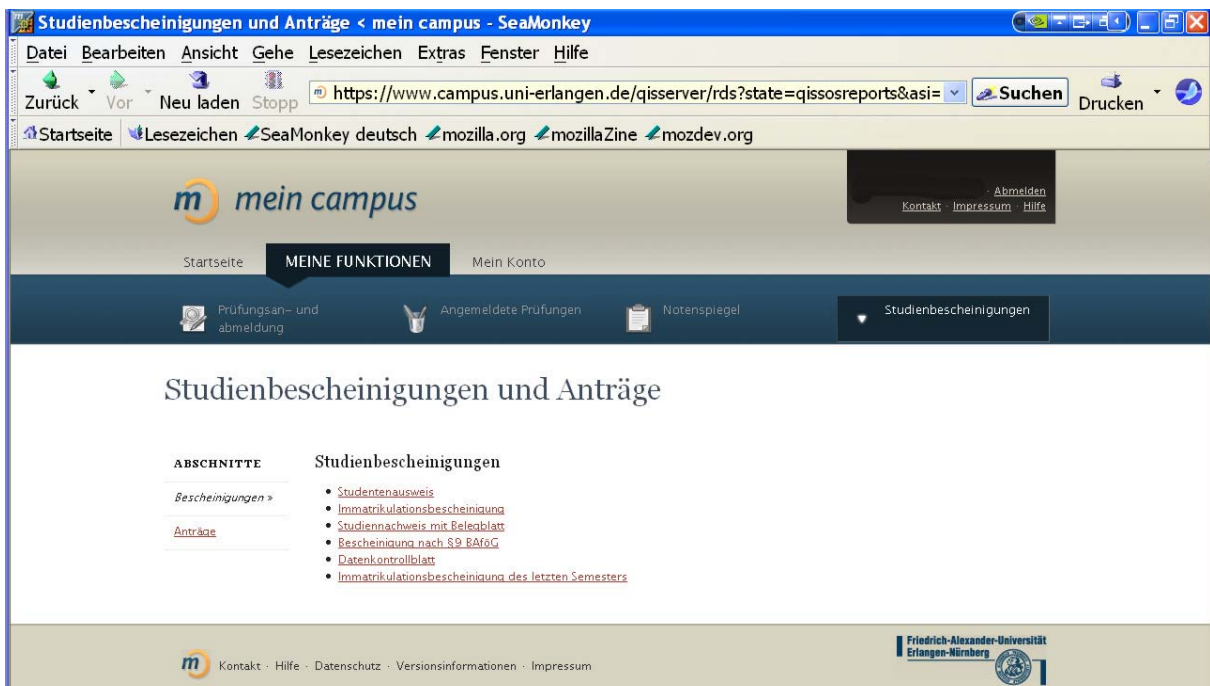 Studienbescheinigungen und Anträge < mein campus - SeaMonkey
Datei Bearbeiten Ansicht Gehe Lesezeichen Extras Fenster Hilfe
Zurück Vor Neu laden Stopp https://www.campus.uni-erlangen.de/qisserver/rds?state=qissosreports&asi= Suchen Drucken
Startseite Lesezeichen SeaMonkey deutsch mozilla.org mozillaZine mozdev.org
m mein campus
· Abmelden
Kontakt · Impressum · Hilfe
Startseite MEINE FUNKTIONEN Mein Konto
Prüfungsan- und
abmeldung
Angemeldete Prüfungen
Notenspiegel
Studienbescheinigungen
Studienbescheinigungen und Anträge
ABSCHNITTE
Bescheinigungen »
Anträge
Studienbescheinigungen
• Studentenausweis
• Immatrikulationsbescheinigung
• Studiennachweis mit Belegblatt
• Bescheinigung nach §9 BAföG
• Datenkontrollblatt
• Immatrikulationsbescheinigung des letzten Semesters
m Kontakt · Hilfe · Datenschutz · Versionsinformationen · Impressum
Friedrich-Alexander-Universität
Erlangen-Nürnberg